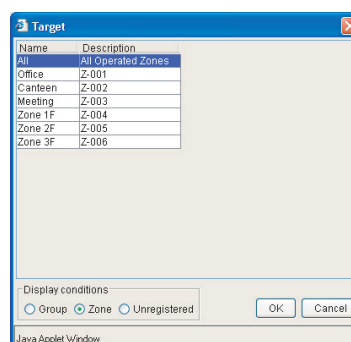 Target
Name Description
All All Operated Zones
Office Z-001
Canteen Z-002
Meeting Z-003
Zone 1F Z-004
Zone 2F Z-005
Zone 3F Z-006
Display conditions
Group Zone Unregistered
OK Cancel
Java Applet Window